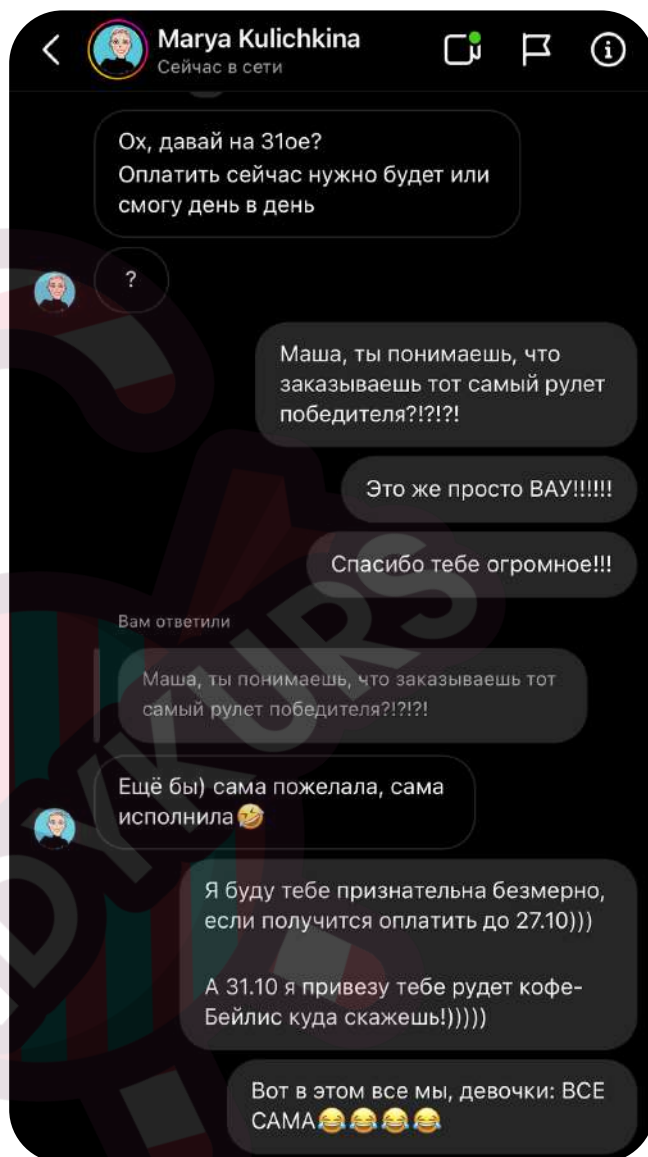 Marya Kulichkina
Сейчас в сети
Ох, давай на 31ое?
Оплатить сейчас нужно будет или
смогу день в день
?
Маша, ты понимаешь, что
заказываешь тот самый рулет
победителя?!?!?!
Это же просто ВАУ!!!!!!
Спасибо тебе огромное!!!
Вам ответили
Маша, ты понимаешь, что заказываешь тот
самый рулет победителя?!?!?!
Ещё бы) сама пожелала, сама
исполнила🤣
Я буду тебе признательна безмерно,
если получится оплатить до 27.10)))
А 31.10 я привезу тебе рудет кофе-
Бейлис куда скажешь!)))))
Вот в этом все мы, девочки: ВСЕ
САМА😂😂😂😂
DYKURS